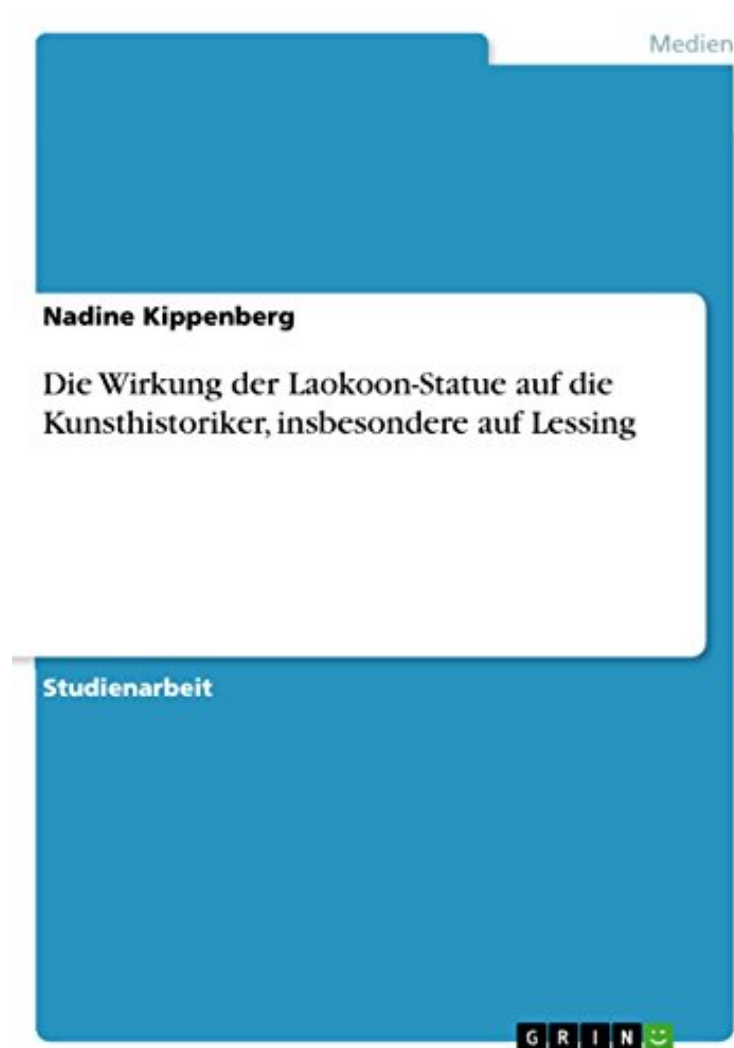 Medien
Nadine Kippenberg
Die Wirkung der Laokoon-Statue auf die
Kunsthistoriker, insbesondere auf Lessing
Studienarbeit
GRIN